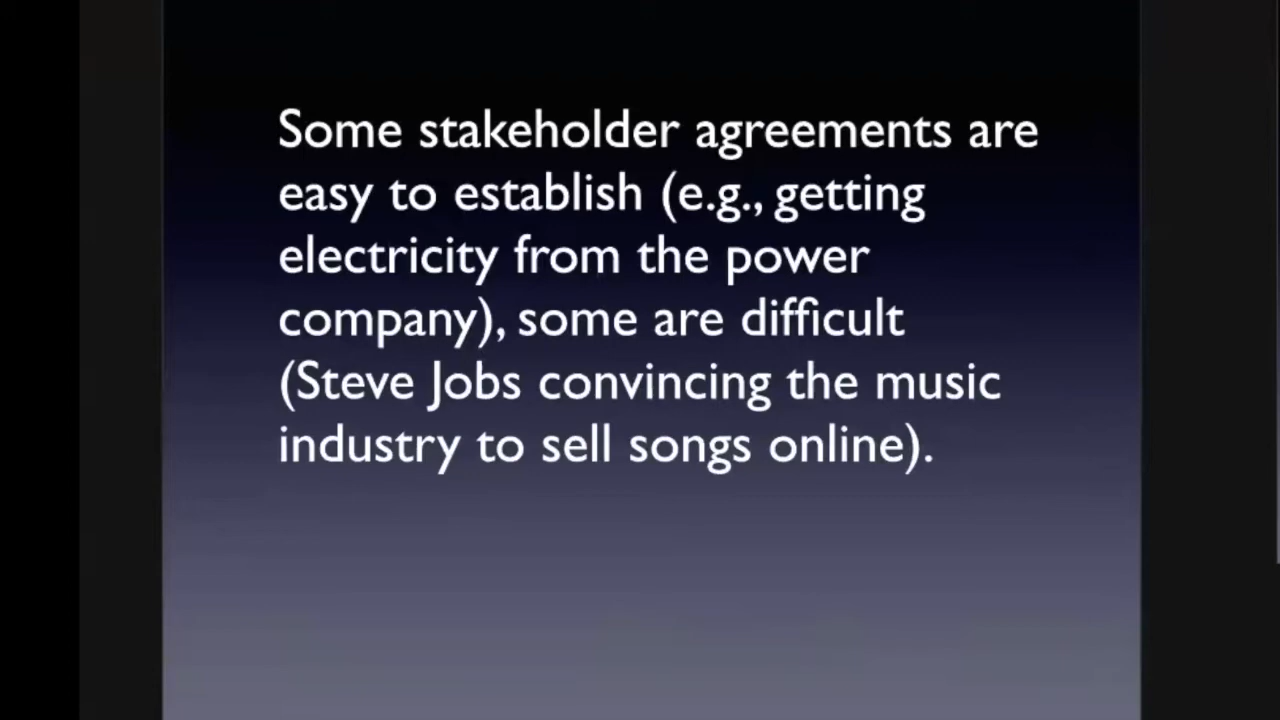 Some stakeholder agreements are
easy to establish (e.g., getting
electricity from the power
company), some are difficult
(Steve Jobs convincing the music
industry to sell songs online).